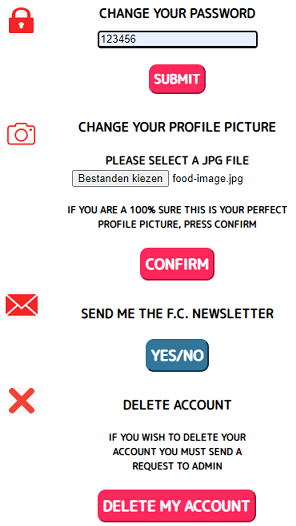 CHANGE YOUR PASSWORD
123456
SUBMIT
CHANGE YOUR PROFILE PICTURE
PLEASE SELECT A JPG FILE
Bestanden kiezen food-image.jpg
IF YOU ARE A 100% SURE THIS IS YOUR PERFECT
PROFILE PICTURE, PRESS CONFIRM
CONFIRM
SEND ME THE F.C. NEWSLETTER
YES/NO
DELETE ACCOUNT
IF YOU WISH TO DELETE YOUR
ACCOUNT YOU MUST SEND A
REQUEST TO ADMIN
DELETE MY ACCOUNT